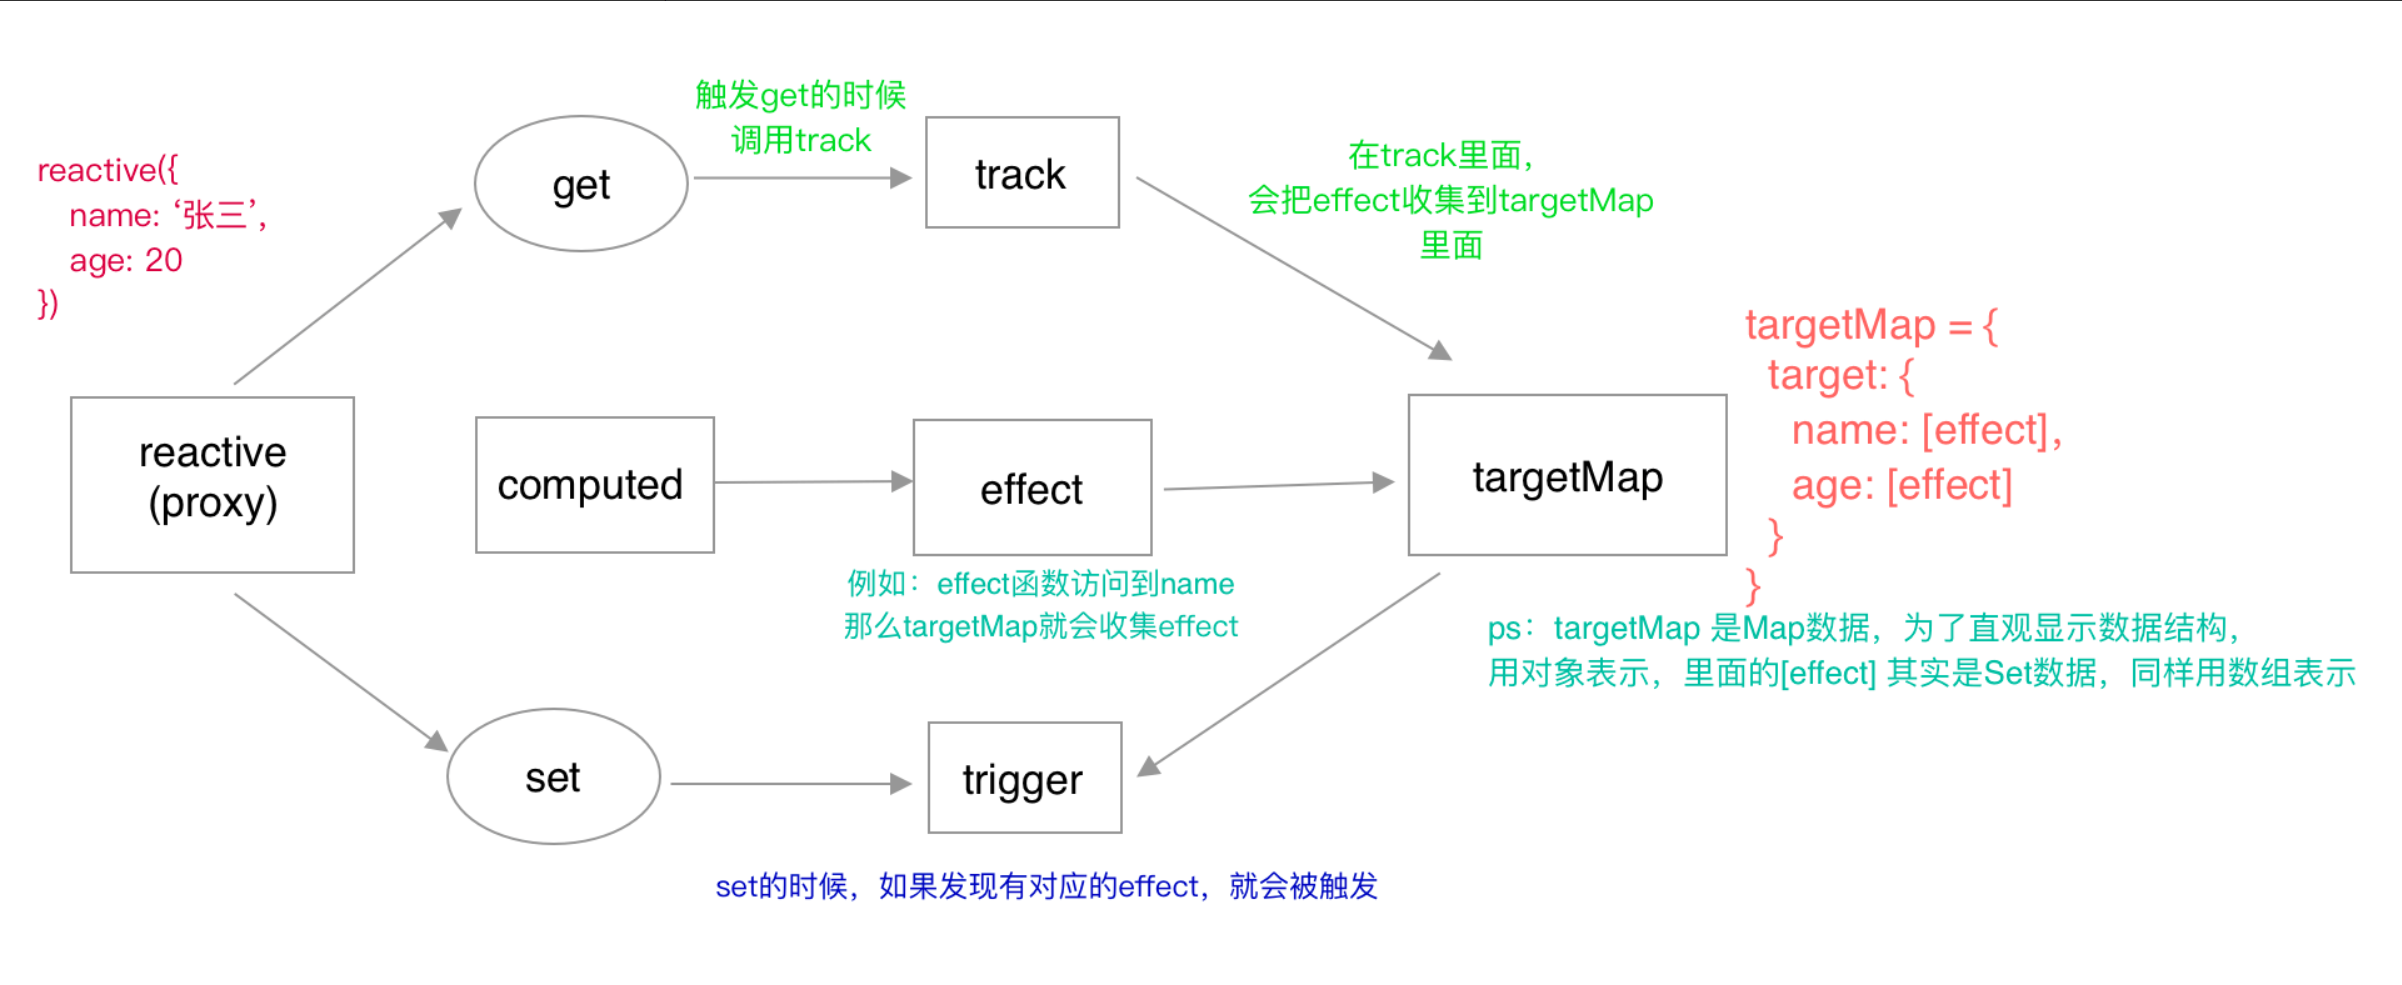 触发get的时候
调用track
reactive({
name: ‘张三’,
age: 20
})
get
track
在track里面，
会把effect收集到targetMap
里面
targetMap = {
target: {
name: [effect],
age: [effect]
}
}
reactive
(proxy)
computed
effect
targetMap
例如：effect函数访问到name
那么targetMap就会收集effect
ps：targetMap 是Map数据，为了直观显示数据结构，
用对象表示，里面的[effect] 其实是Set数据，同样用数组表示
set
trigger
set的时候，如果发现有对应的effect，就会被触发